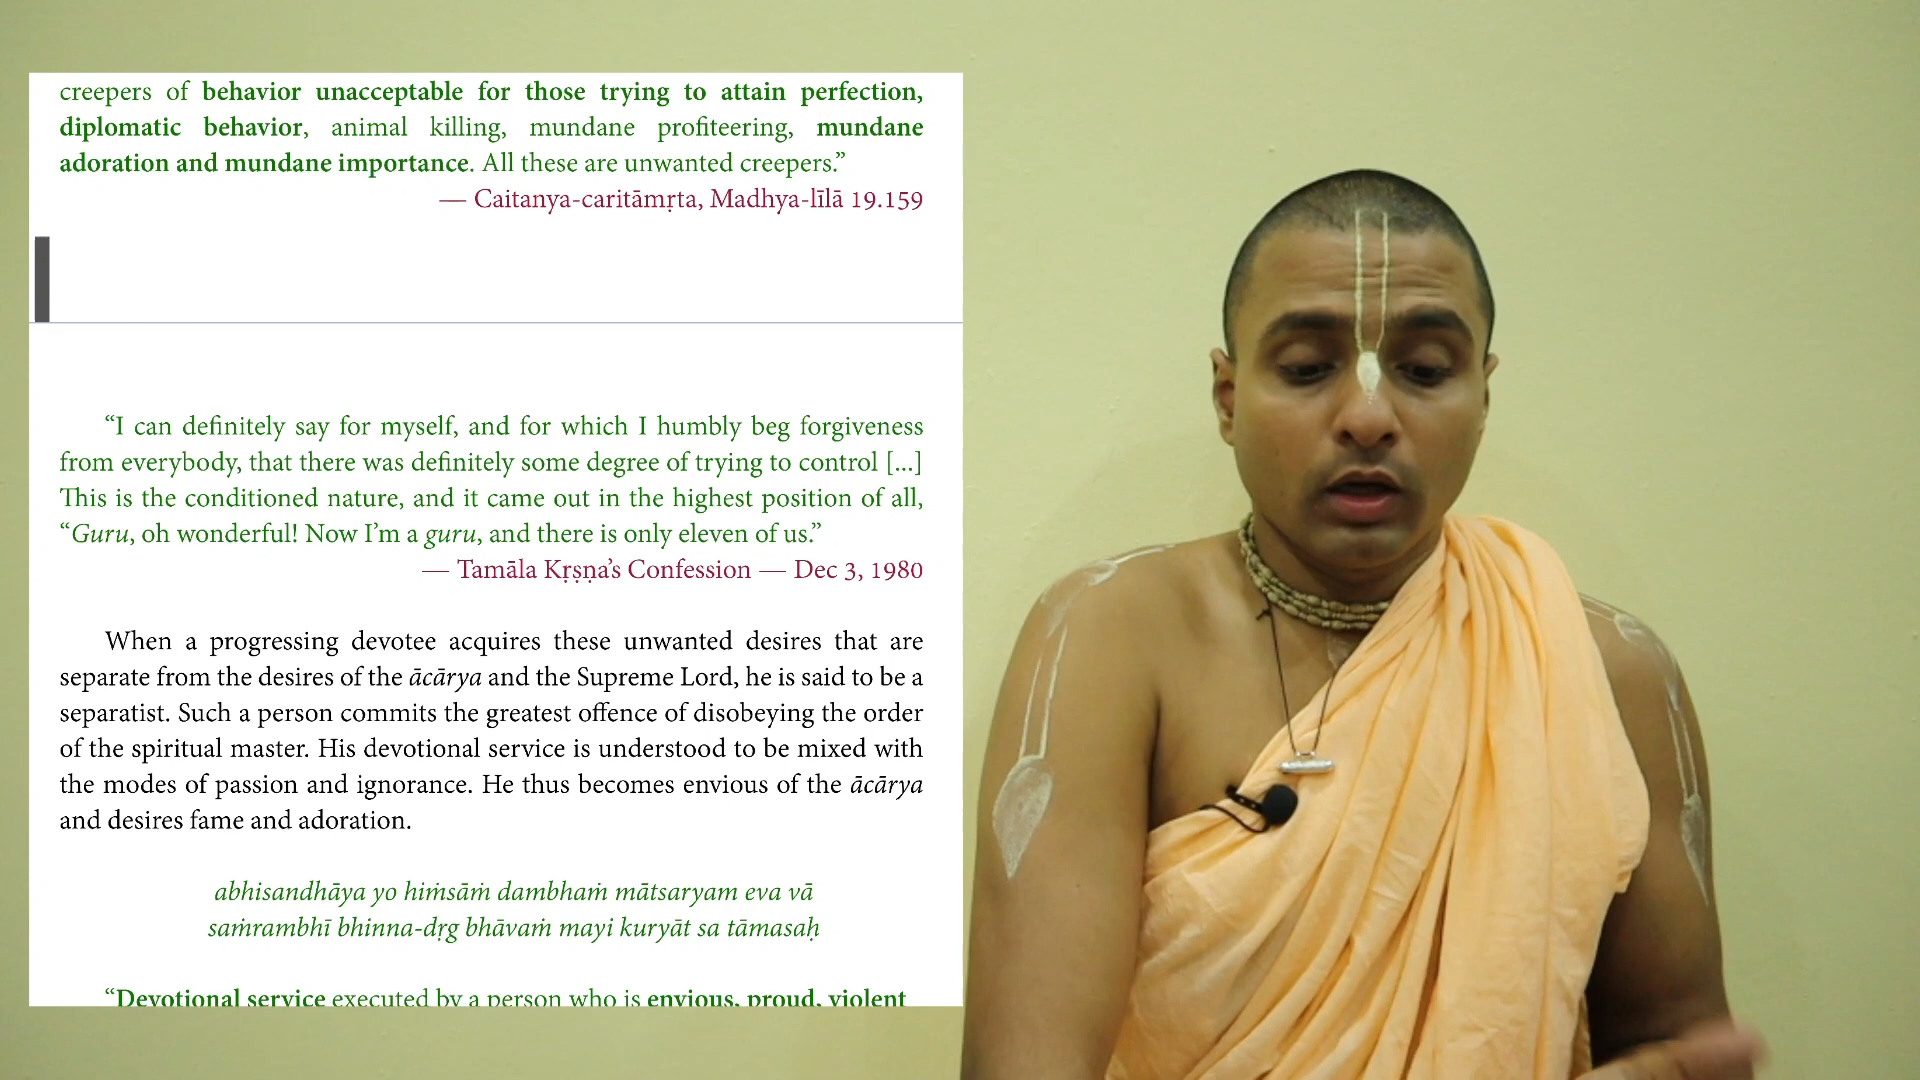 creepers of behavior unacceptable for those trying to attain perfection,
diplomatic behavior, animal killing, mundane profiteering, mundane
adoration and mundane importance. All these are unwanted creepers.”
— Caitanya-caritāmṛta, Madhya-līlā 19.159
“I can definitely say for myself, and for which I humbly beg forgiveness
from everybody, that there was definitely some degree of trying to control [...]
This is the conditioned nature, and it came out in the highest position of all,
“Guru, oh wonderful! Now I’m a guru, and there is only eleven of us.”
— Tamāla Kṛṣṇa’s Confession — Dec 3, 1980
When a progressing devotee acquires these unwanted desires that are
separate from the desires of the ācārya and the Supreme Lord, he is said to be a
separatist. Such a person commits the greatest offence of disobeying the order
of the spiritual master. His devotional service is understood to be mixed with
the modes of passion and ignorance. He thus becomes envious of the ācārya
and desires fame and adoration.
abhisandhāya yo hiṁsāṁ dambhaṁ mātsaryam eva vā
saṁrambhī bhinna-dṛg bhāvaṁ mayi kuryāt sa tāmasaḥ
“Devotional service executed by a person who is envious, proud, violent